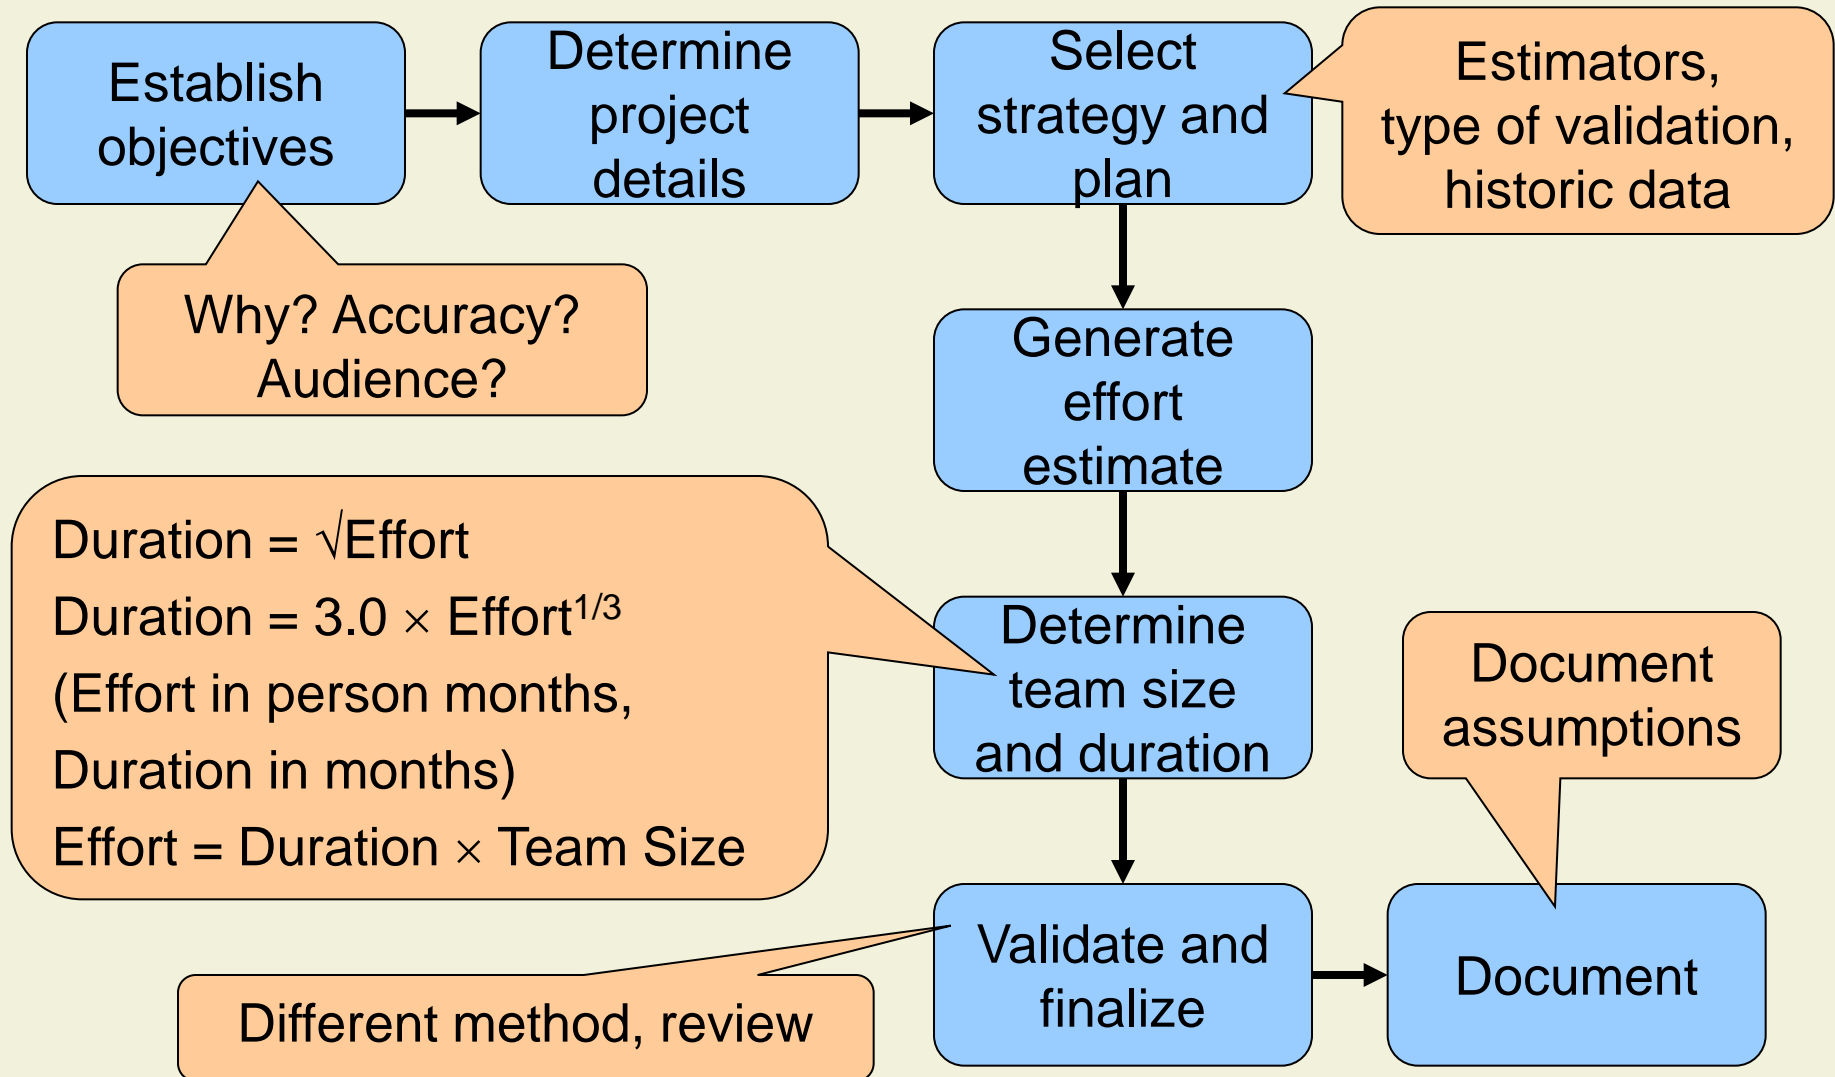 Establish
objectives
Determine
project
details
Select
strategy and
plan
Estimators,
type of validation,
historic data
Why? Accuracy?
Audience?
Generate
effort
estimate
Duration = √Effort
Duration = 3.0 × Effort^1/3
(Effort in person months,
Duration in months)
Effort = Duration × Team Size
Determine
team size
and duration
Document
assumptions
Different method, review
Validate and
finalize
Document